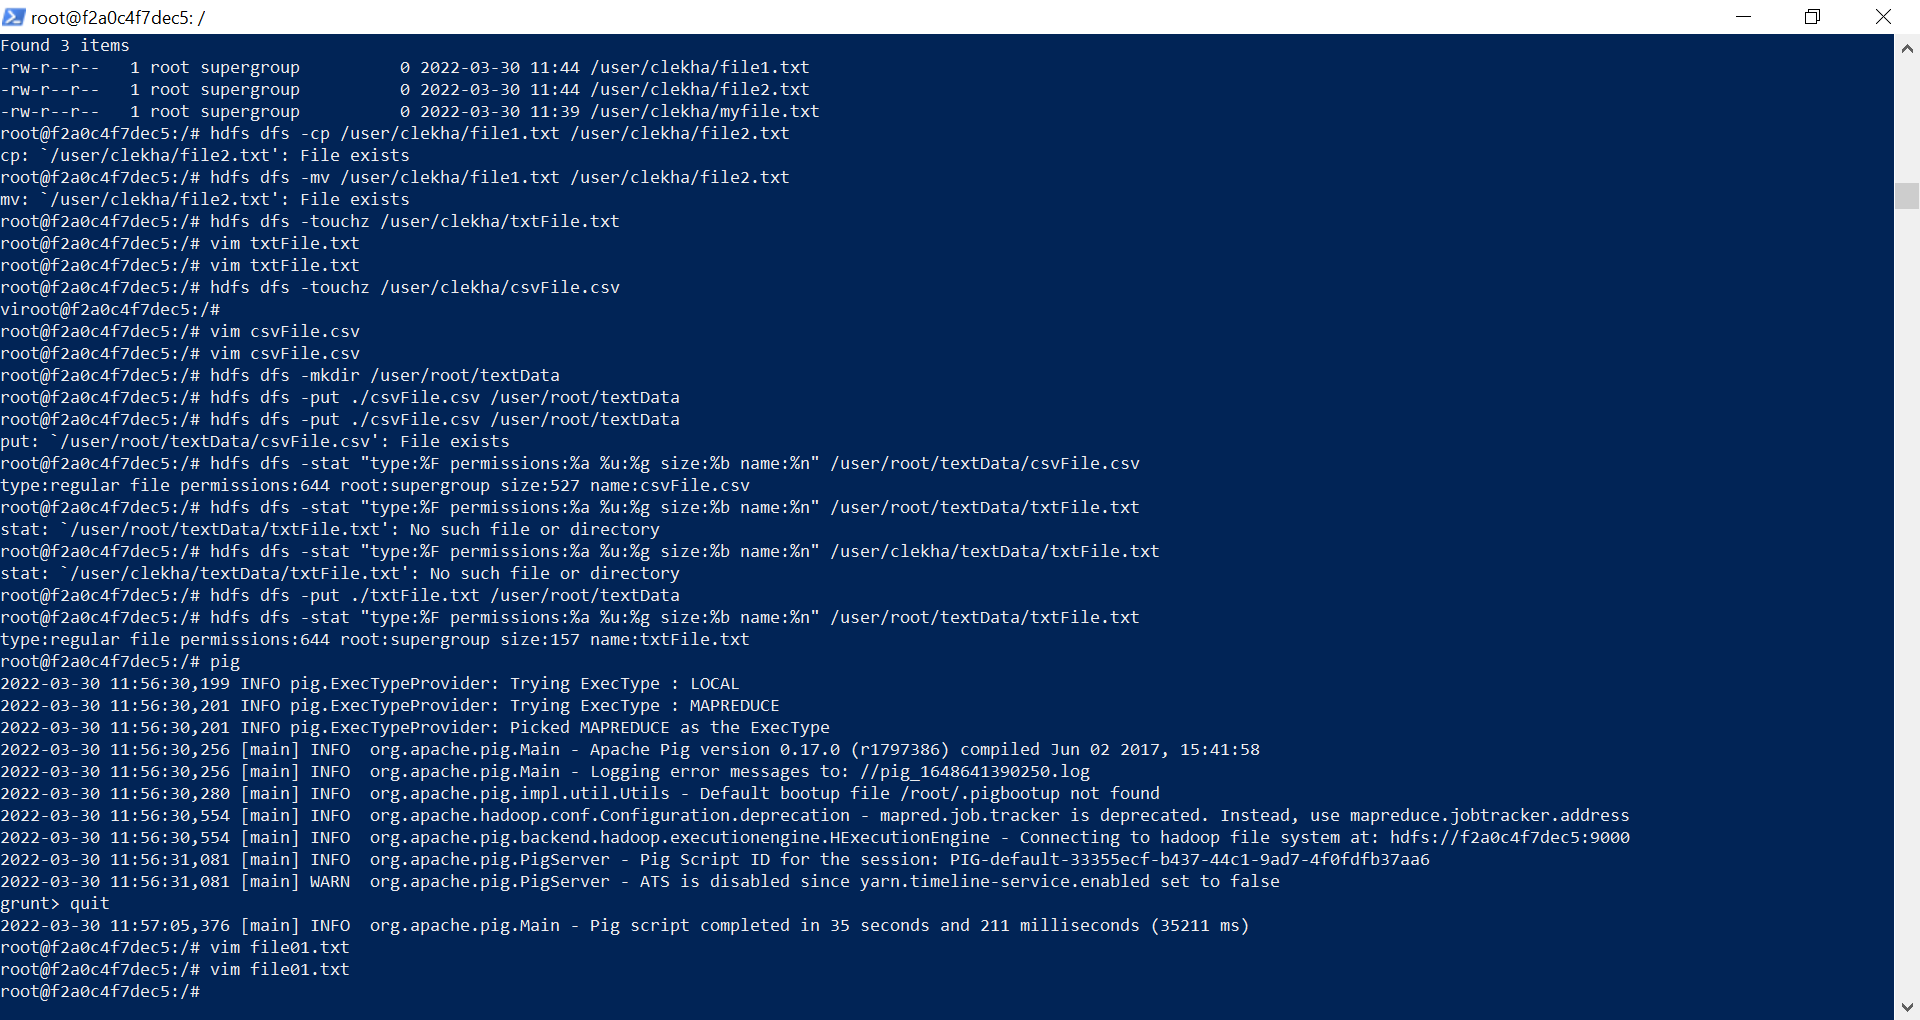 root@f2a0c4f7dec5: /
Found 3 items
-rw-r--r--   1 root supergroup          0 2022-03-30 11:44 /user/clekha/file1.txt
-rw-r--r--   1 root supergroup          0 2022-03-30 11:44 /user/clekha/file2.txt
-rw-r--r--   1 root supergroup          0 2022-03-30 11:39 /user/clekha/myfile.txt
root@f2a0c4f7dec5:/# hdfs dfs -cp /user/clekha/file1.txt /user/clekha/file2.txt
cp: `/user/clekha/file2.txt': File exists
root@f2a0c4f7dec5:/# hdfs dfs -mv /user/clekha/file1.txt /user/clekha/file2.txt
mv: `/user/clekha/file2.txt': File exists
root@f2a0c4f7dec5:/# hdfs dfs -touchz /user/clekha/txtFile.txt
root@f2a0c4f7dec5:/# vim txtFile.txt
root@f2a0c4f7dec5:/# vim txtFile.txt
root@f2a0c4f7dec5:/# hdfs dfs -touchz /user/clekha/csvFile.csv
viroot@f2a0c4f7dec5:/#
root@f2a0c4f7dec5:/# vim csvFile.csv
root@f2a0c4f7dec5:/# vim csvFile.csv
root@f2a0c4f7dec5:/# hdfs dfs -mkdir /user/root/textData
root@f2a0c4f7dec5:/# hdfs dfs -put ./csvFile.csv /user/root/textData
root@f2a0c4f7dec5:/# hdfs dfs -put ./csvFile.csv /user/root/textData
put: `/user/root/textData/csvFile.csv': File exists
root@f2a0c4f7dec5:/# hdfs dfs -stat "type:%F permissions:%a %u:%g size:%b name:%n" /user/root/textData/csvFile.csv
type:regular file permissions:644 root:supergroup size:527 name:csvFile.csv
root@f2a0c4f7dec5:/# hdfs dfs -stat "type:%F permissions:%a %u:%g size:%b name:%n" /user/root/textData/txtFile.txt
stat: `/user/root/textData/txtFile.txt': No such file or directory
root@f2a0c4f7dec5:/# hdfs dfs -stat "type:%F permissions:%a %u:%g size:%b name:%n" /user/clekha/textData/txtFile.txt
stat: `/user/clekha/textData/txtFile.txt': No such file or directory
root@f2a0c4f7dec5:/# hdfs dfs -put ./txtFile.txt /user/root/textData
root@f2a0c4f7dec5:/# hdfs dfs -stat "type:%F permissions:%a %u:%g size:%b name:%n" /user/root/textData/txtFile.txt
type:regular file permissions:644 root:supergroup size:157 name:txtFile.txt
root@f2a0c4f7dec5:/# pig
2022-03-30 11:56:30,199 INFO pig.ExecTypeProvider: Trying ExecType : LOCAL
2022-03-30 11:56:30,201 INFO pig.ExecTypeProvider: Trying ExecType : MAPREDUCE
2022-03-30 11:56:30,201 INFO pig.ExecTypeProvider: Picked MAPREDUCE as the ExecType
2022-03-30 11:56:30,256 [main] INFO  org.apache.pig.Main - Apache Pig version 0.17.0 (r1797386) compiled Jun 02 2017, 15:41:58
2022-03-30 11:56:30,256 [main] INFO  org.apache.pig.Main - Logging error messages to: //pig_1648641390250.log
2022-03-30 11:56:30,280 [main] INFO  org.apache.pig.impl.util.Utils - Default bootup file /root/.pigbootup not found
2022-03-30 11:56:30,554 [main] INFO  org.apache.hadoop.conf.Configuration.deprecation - mapred.job.tracker is deprecated. Instead, use mapreduce.jobtracker.address
2022-03-30 11:56:30,554 [main] INFO  org.apache.pig.backend.hadoop.executionengine.HExecutionEngine - Connecting to hadoop file system at: hdfs://f2a0c4f7dec5:9000
2022-03-30 11:56:31,081 [main] INFO  org.apache.pig.PigServer - Pig Script ID for the session: PIG-default-33355ecf-b437-44c1-9ad7-4f0fdfb37aa6
2022-03-30 11:56:31,081 [main] WARN  org.apache.pig.PigServer - ATS is disabled since yarn.timeline-service.enabled set to false
grunt> quit
2022-03-30 11:57:05,376 [main] INFO  org.apache.pig.Main - Pig script completed in 35 seconds and 211 milliseconds (35211 ms)
root@f2a0c4f7dec5:/# vim file01.txt
root@f2a0c4f7dec5:/# vim file01.txt
root@f2a0c4f7dec5:/#